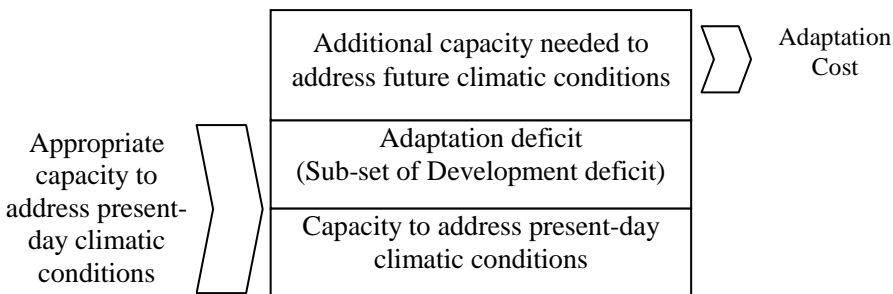 Additional capacity needed to
address future climatic conditions
Adaptation
Cost
Appropriate
capacity to
address present-
day climatic
conditions
Adaptation deficit
(Sub-set of Development deficit)
Capacity to address present-day
climatic conditions